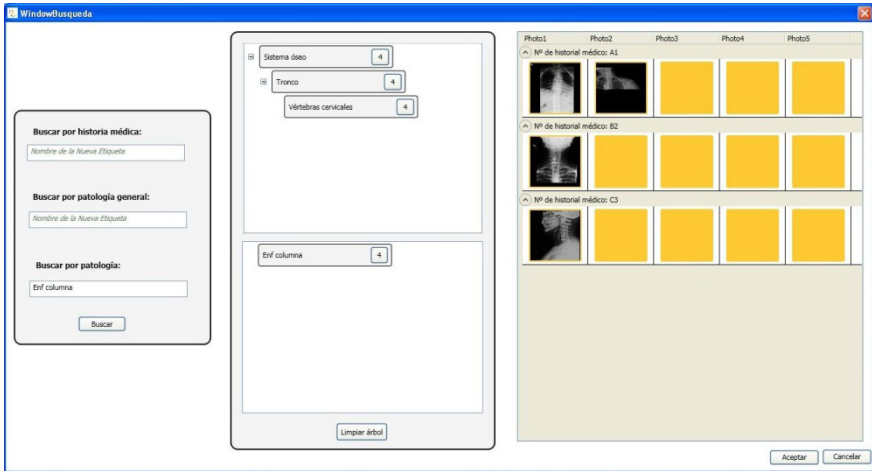 WindowBusqueda
Buscar por historia médica:
Nombre de la Nueva Etiqueta
Buscar por patología general:
Nombre de la Nueva Etiqueta
Buscar por patología:
Enf columna
Buscar
Sistema óseo 4
Tronco 4
Vértebras cervicales 4
Enf columna 4
Limpiar árbol
Photo1 Photo2 Photo3 Photo4 Photo5
Nº de historial médico: A1
Nº de historial médico: B2
Nº de historial médico: C3
Aceptar Cancelar